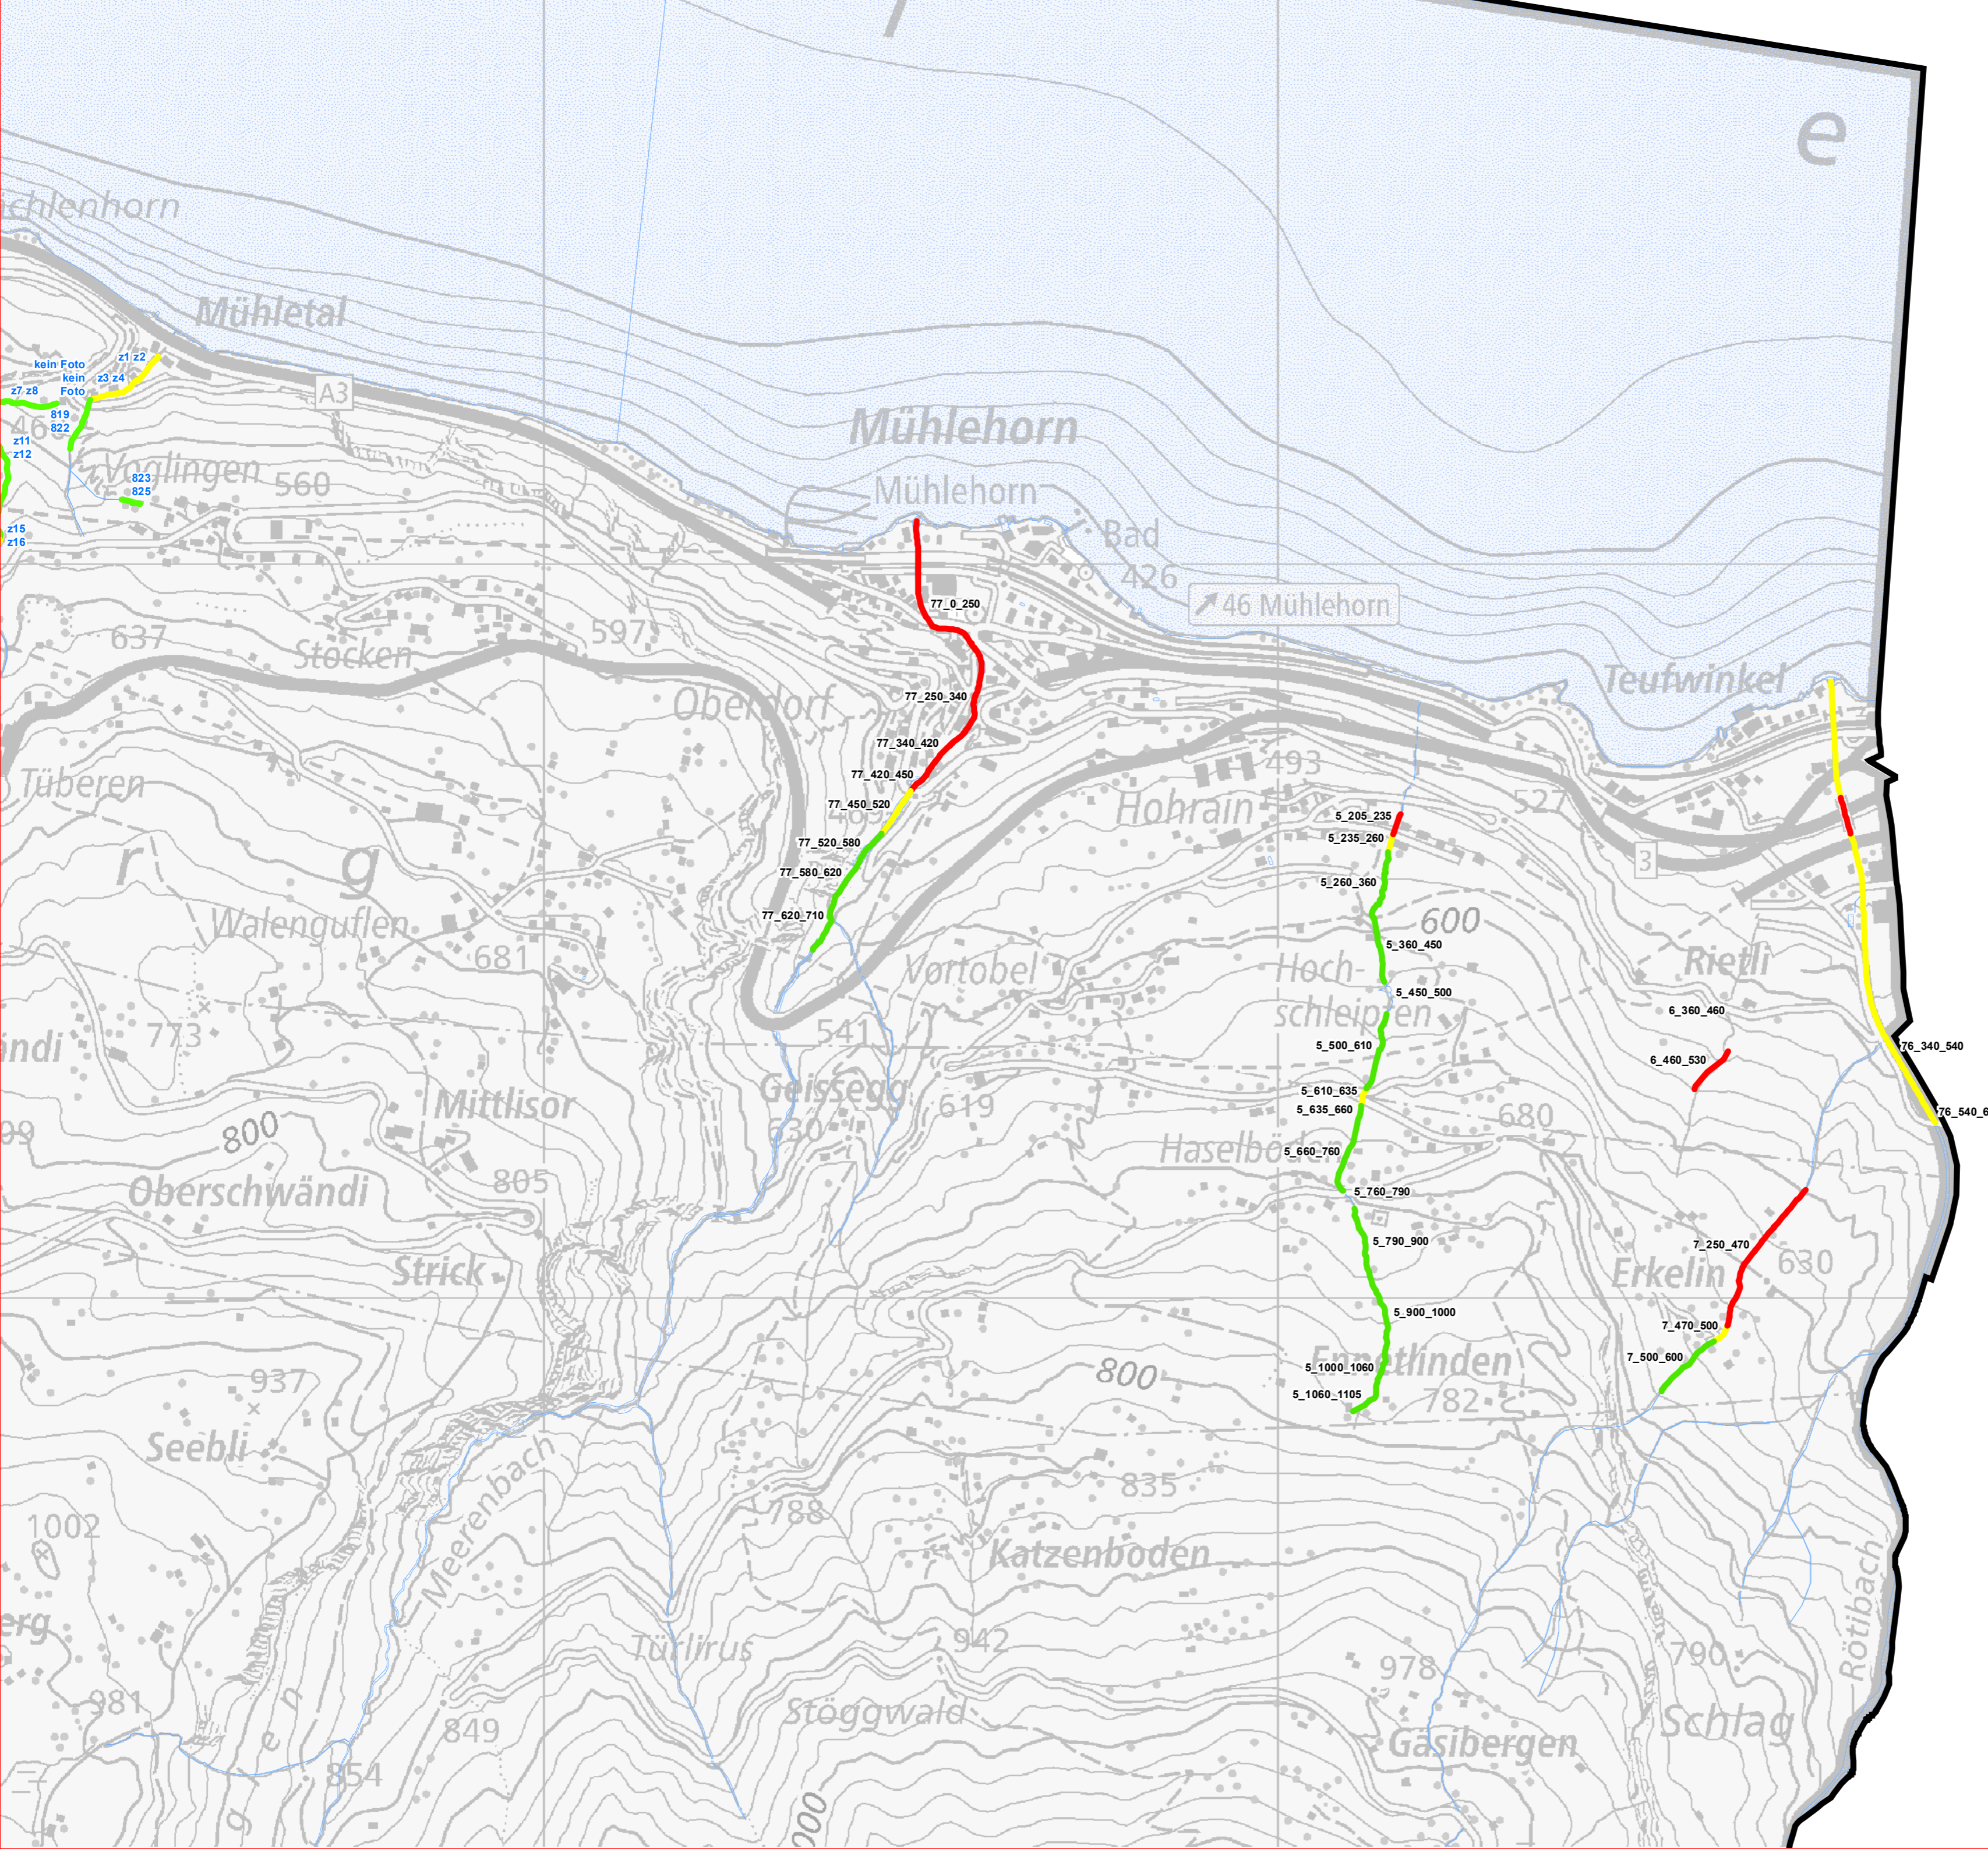 e
Mühletal
z1 z2
kein Foto
kein
Foto
z3 z4
z7 z8
A3
819
822
z11
z12
Voglingen
560
823
825
z15
z16
Mühlehorn
Mühlehorn
Bad
426
46 Mühlehorn
77_0_250
637
Stocken
597
Oberdorf
77_250_340
Teufwinkel
77_340_420
77_420_450
Tüberen
77_450_520
493
Hohrain
527
5_205_235
5_235_260
77_520_580
r
g
3
77_580_620
5_260_360
77_620_710
Walenguflen
600
681
5_360_450
Vortobel
Hoch-
schleipfen
Rietli
5_450_500
6_360_460
773
541
5_500_610
76_340_540
6_460_530
Geissegg
Mittlisor
619
630
5_610_635
5_635_660
680
76_540_6
800
5_660_760
Haselböden
Oberschwändi
805
5_760_790
Strick
5_790_900
7_250_470
Erkelin
630
5_900_1000
7_470_500
7_500_600
Ennetlinden
5_1000_1060
800
937
5_1060_1105
782
Seebli
835
Meerenbach
788
1002
Katzenboden
Türlirus
942
978
790
Rötibach
Stöggwald
Schlag
981
849
Gäsibergen
n
e
g
854